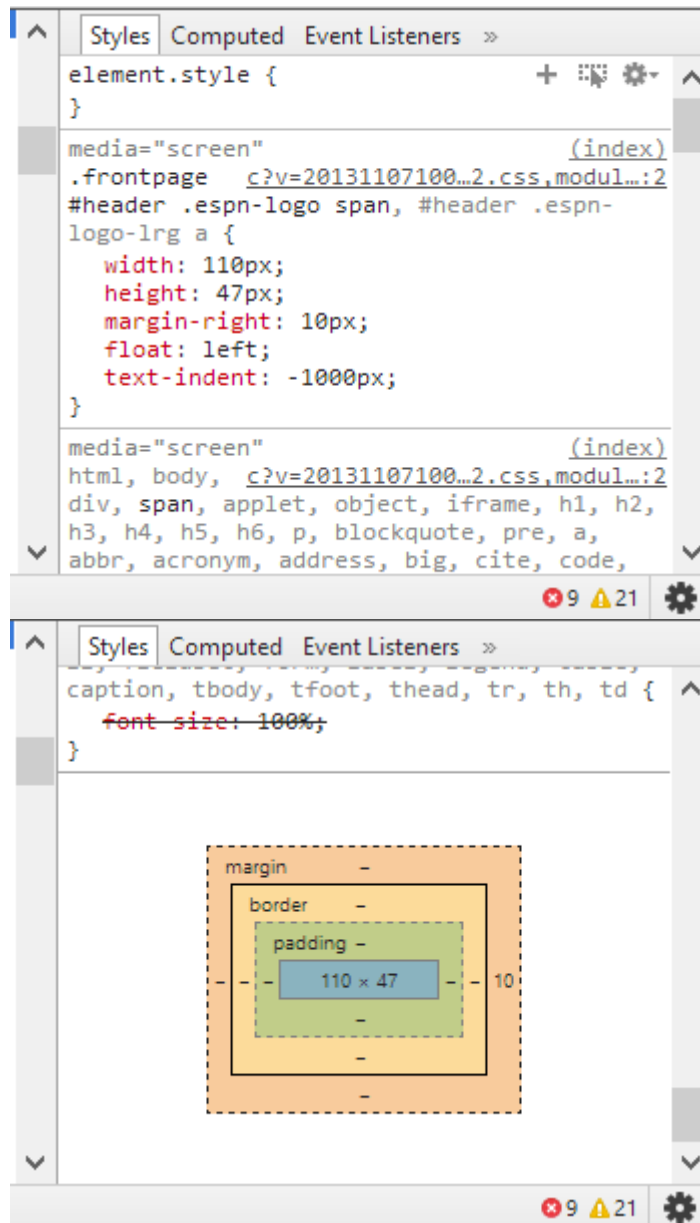 Styles Computed Event Listeners »
element.style {
}
media="screen" (index)
.frontpage c?v=20131107100…2.css,modul…:2
#header .espn-logo span, #header .espn-
logo-lrg a {
width: 110px;
height: 47px;
margin-right: 10px;
float: left;
text-indent: -1000px;
}
media="screen" (index)
html, body, c?v=20131107100…2.css,modul…:2
div, span, applet, object, iframe, h1, h2,
h3, h4, h5, h6, p, blockquote, pre, a,
abbr, acronym, address, big, cite, code,
9 21
Styles Computed Event Listeners »
caption, tbody, tfoot, thead, tr, th, td {
font-size: 100%;
}
margin –
border –
padding –
– – – 110 × 47 – – 10
–
–
–
9 21